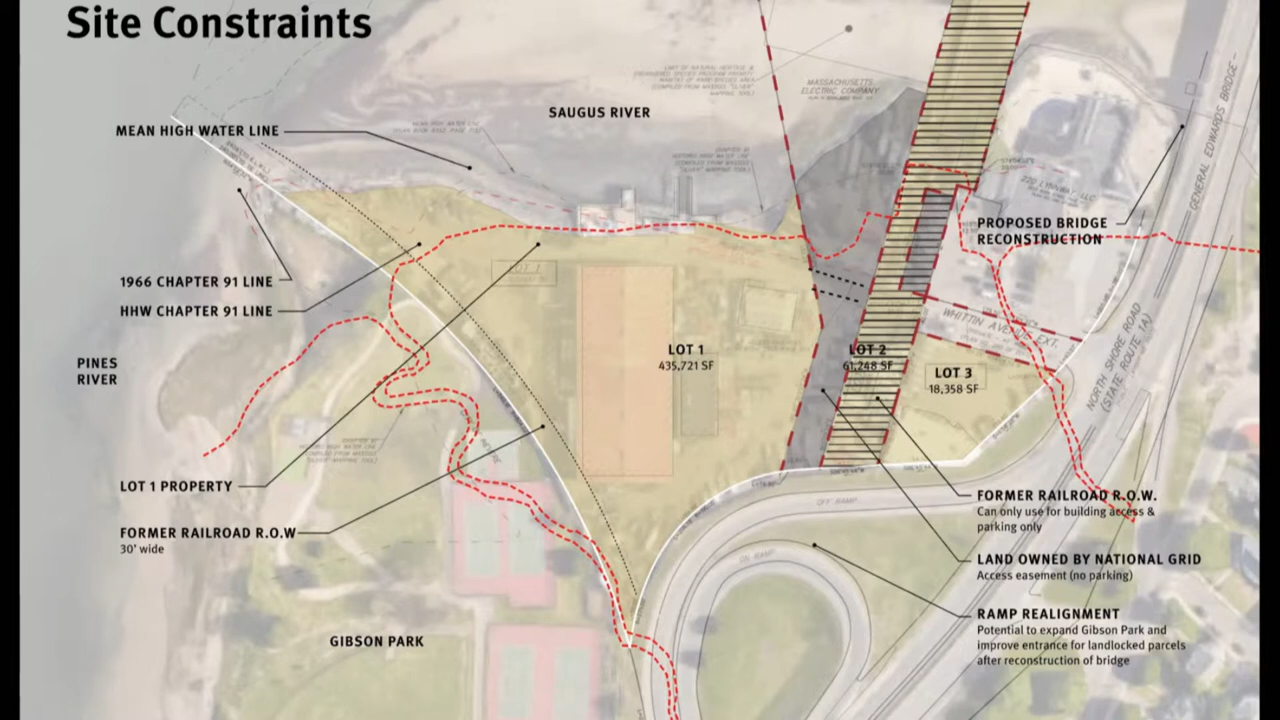 Site Constraints
SAUGUS RIVER
MASSACHUSETTS
ELECTRIC COMPANY
MEAN HIGH WATER LINE
GENERAL EDWARDS BRIDGE
220 LYNNWAY LLC
PROPOSED BRIDGE
RECONSTRUCTION
1966 CHAPTER 91 LINE
HHW CHAPTER 91 LINE
WHITTIN AVENUE EXT.
NORTH SHORE ROAD
(STATE ROUTE 1A)
PINES
RIVER
LOT 1
435,721 SF
LOT 2
61,248 SF
LOT 3
18,358 SF
LOT 1 PROPERTY
FORMER RAILROAD R.O.W
30' wide
OFF RAMP
ON RAMP
FORMER RAILROAD R.O.W.
Can only use for building access &
parking only
LAND OWNED BY NATIONAL GRID
Access easement (no parking)
RAMP REALIGNMENT
Potential to expand Gibson Park and
improve entrance for landlocked parcels
after reconstruction of bridge
GIBSON PARK